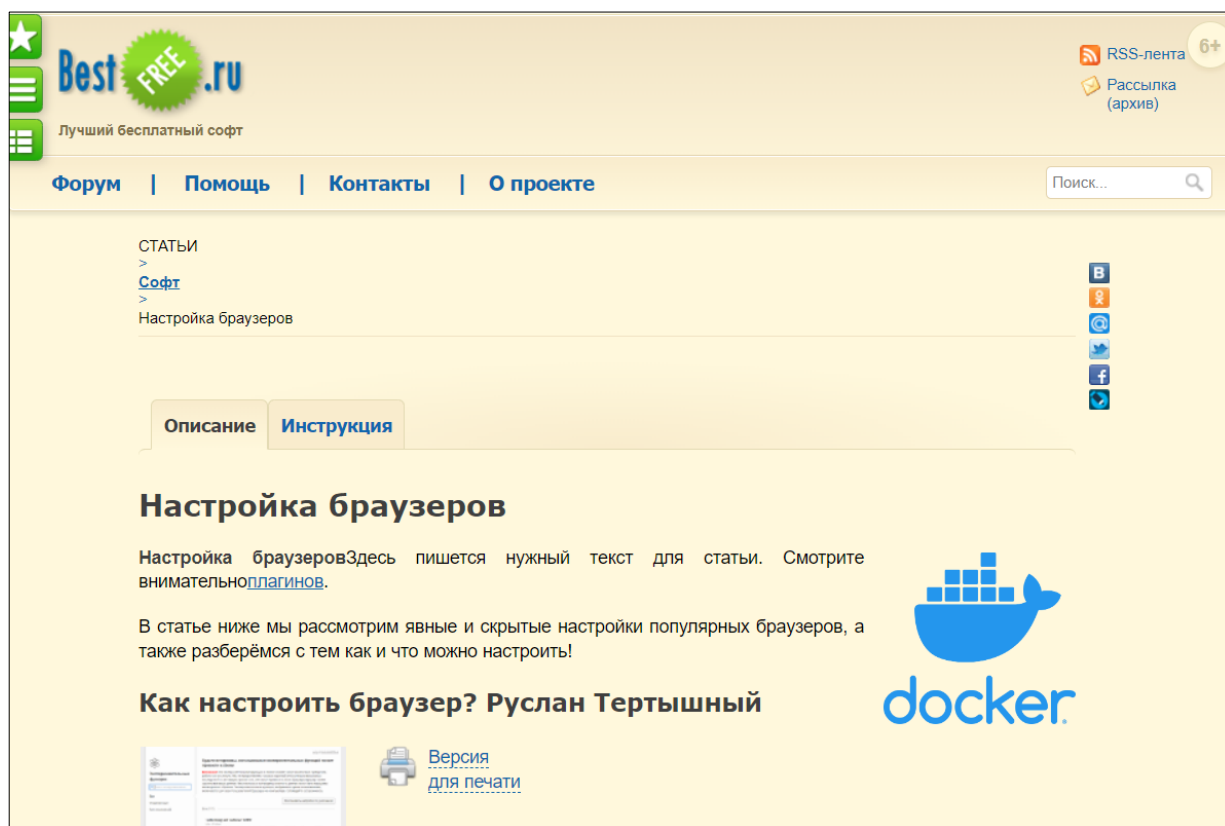 Best FREE .ru
Лучший бесплатный софт
RSS-лента
6+
Рассылка
(архив)
Форум | Помощь | Контакты | О проекте
Поиск...
СТАТЬИ
>
Софт
>
Настройка браузеров
Описание
Инструкция
Настройка браузеров
Настройка браузеровЗдесь пишется нужный текст для статьи. Смотрите
внимательноплагинов.
В статье ниже мы рассмотрим явные и скрытые настройки популярных браузеров, а
также разберёмся с тем как и что можно настроить!
docker
Как настроить браузер? Руслан Тертышный
Версия
для печати